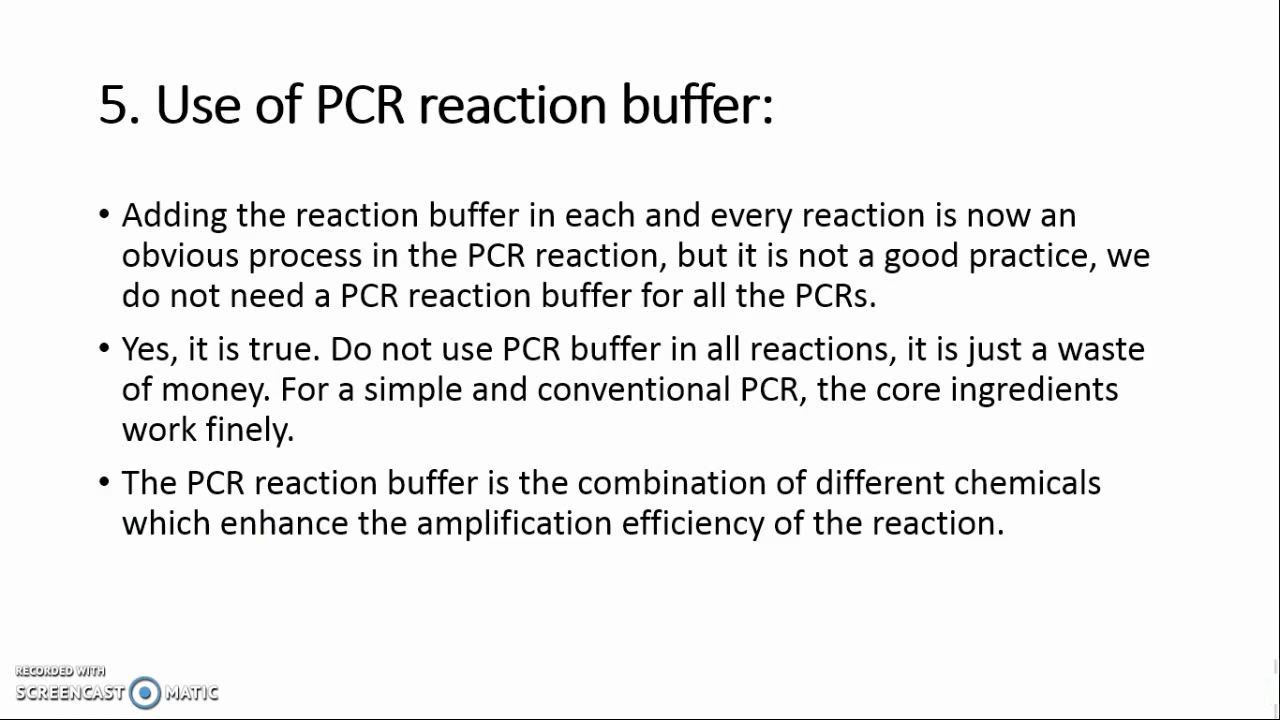 5. Use of PCR reaction buffer:
• Adding the reaction buffer in each and every reaction is now an
obvious process in the PCR reaction, but it is not a good practice, we
do not need a PCR reaction buffer for all the PCRs.
• Yes, it is true. Do not use PCR buffer in all reactions, it is just a waste
of money. For a simple and conventional PCR, the core ingredients
work finely.
• The PCR reaction buffer is the combination of different chemicals
which enhance the amplification efficiency of the reaction.
RECORDED WITH
SCREENCAST MATIC